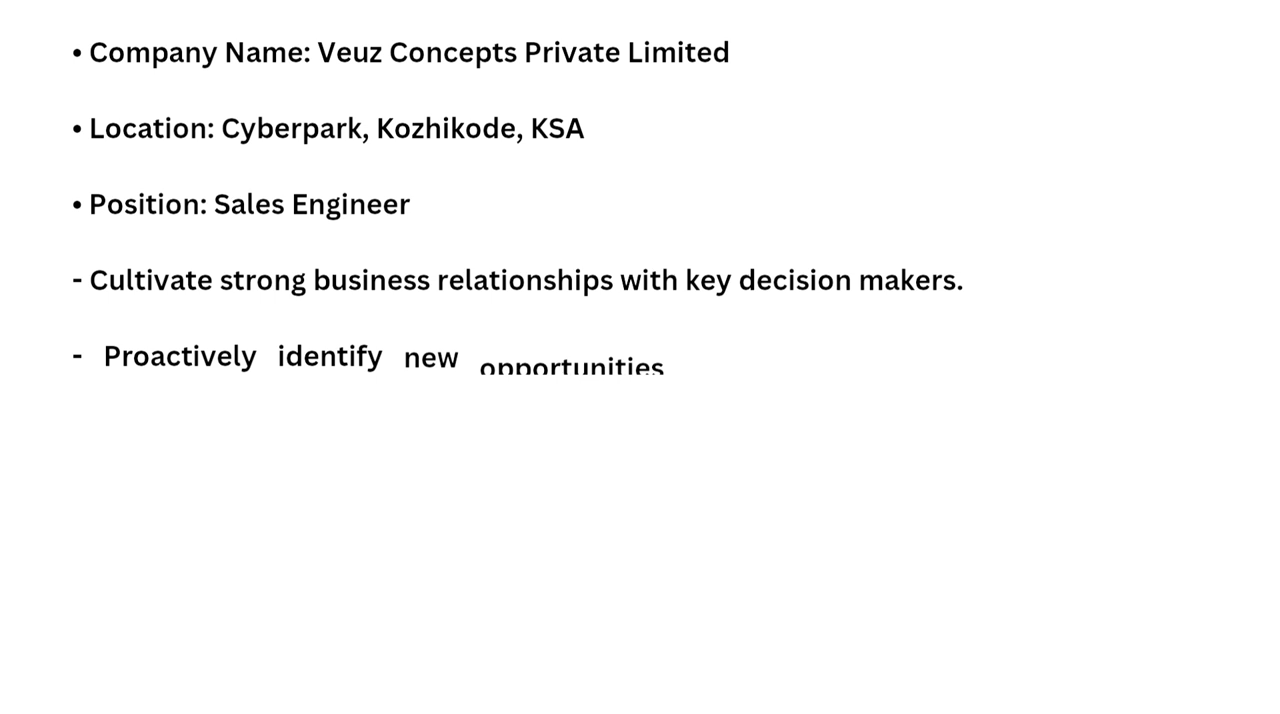 • Company Name: Veuz Concepts Private Limited
• Location: Cyberpark, Kozhikode, KSA
• Position: Sales Engineer
- Cultivate strong business relationships with key decision makers.
- Proactively identify new opportunities